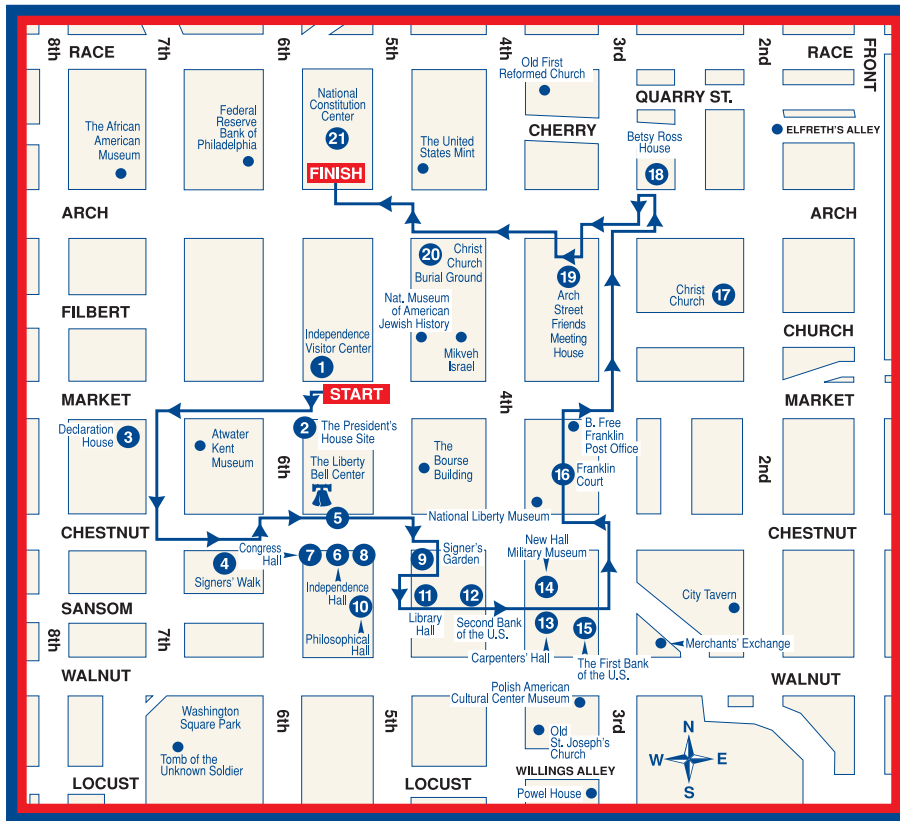 8th
7th
6th
5th
4th
3rd
2nd
FRONT
RACE
RACE
National
Constitution
Center
21
FINISH
Old First
Reformed Church
QUARRY ST.
CHERRY
The African
American
Museum
Federal
Reserve
Bank of
Philadelphia
The United
States Mint
Betsy Ross
House
18
ELFRETH'S ALLEY
ARCH
ARCH
20
Christ
Church
Burial Ground
19
Arch
Street
Friends
Meeting
House
Christ
Church
17
Nat. Museum
of American
Jewish History
Mikveh
Israel
FILBERT
CHURCH
Independence
Visitor Center
1
START
MARKET
4th
MARKET
Declaration
House
3
Atwater
Kent
Museum
2
The President's
House Site
6th
The Liberty
Bell Center
The
Bourse
Building
B. Free
Franklin
Post Office
16
Franklin
Court
2nd
National Liberty Museum
5
CHESTNUT
CHESTNUT
4
Signers' Walk
Congress
Hall
7
6
8
Independence
Hall
10
Philosophical
Hall
9
Signer's
Garden
11
Library
Hall
12
Second Bank
of the U.S.
New Hall
Military Museum
14
13
Carpenters' Hall
15
The First Bank
of the U.S.
City Tavern
Merchants' Exchange
SANSOM
8th
7th
WALNUT
WALNUT
Washington
Square Park
Tomb of the
Unknown Soldier
6th
5th
3rd
Polish American
Cultural Center Museum
Old
St. Joseph's
Church
LOCUST
LOCUST
WILLINGS ALLEY
Powel House
N
W
E
S